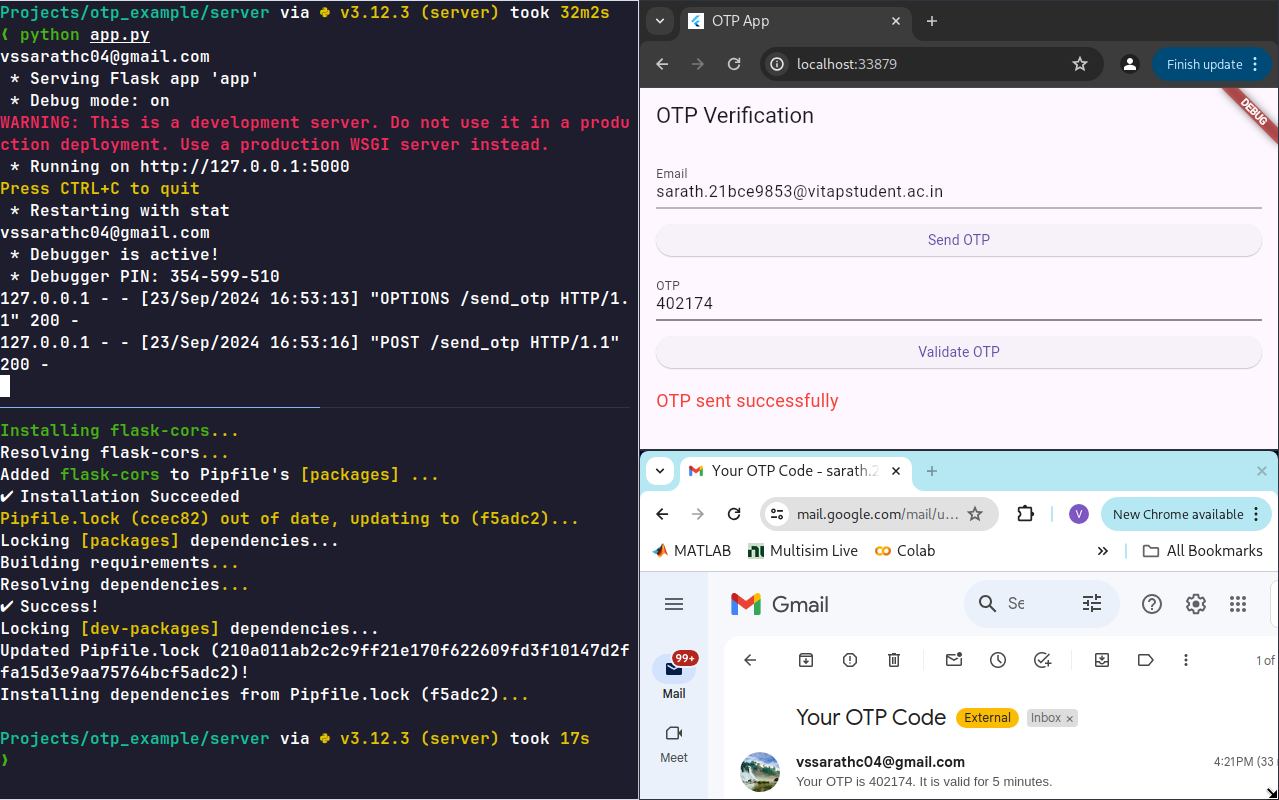 Projects/otp_example/server via v3.12.3 (server) took 32m2s
❨ python app.py
vssarathc04@gmail.com
* Serving Flask app 'app'
* Debug mode: on
WARNING: This is a development server. Do not use it in a produ
ction deployment. Use a production WSGI server instead.
* Running on http://127.0.0.1:5000
Press CTRL+C to quit
* Restarting with stat
vssarathc04@gmail.com
* Debugger is active!
* Debugger PIN: 354-599-510
127.0.0.1 - - [23/Sep/2024 16:53:13] "OPTIONS /send_otp HTTP/1.
1" 200 -
127.0.0.1 - - [23/Sep/2024 16:53:16] "POST /send_otp HTTP/1.1"
200 -
Installing flask-cors...
Resolving flask-cors...
Added flask-cors to Pipfile's [packages] ...
✔ Installation Succeeded
Pipfile.lock (ccec82) out of date, updating to (f5adc2)...
Locking [packages] dependencies...
Building requirements...
Resolving dependencies...
✔ Success!
Locking [dev-packages] dependencies...
Updated Pipfile.lock (210a011ab2c2c9ff21e170f622609fd3f10147d2f
fa15d3e9aa75764bcf5adc2)!
Installing dependencies from Pipfile.lock (f5adc2)...
Projects/otp_example/server via v3.12.3 (server) took 17s
❩
OTP App
localhost:33879
Finish update
OTP Verification
DEBUG
Email
sarath.21bce9853@vitapstudent.ac.in
Send OTP
OTP
402174
Validate OTP
OTP sent successfully
Your OTP Code - sarath.2
mail.google.com/mail/u...
V
New Chrome available
MATLAB
Multisim Live
Colab
»
All Bookmarks
Gmail
Se
99+
Mail
Meet
1 of
Your OTP Code
External
Inbox ×
vssarathc04@gmail.com
4:21PM (33
Your OTP is 402174. It is valid for 5 minutes.